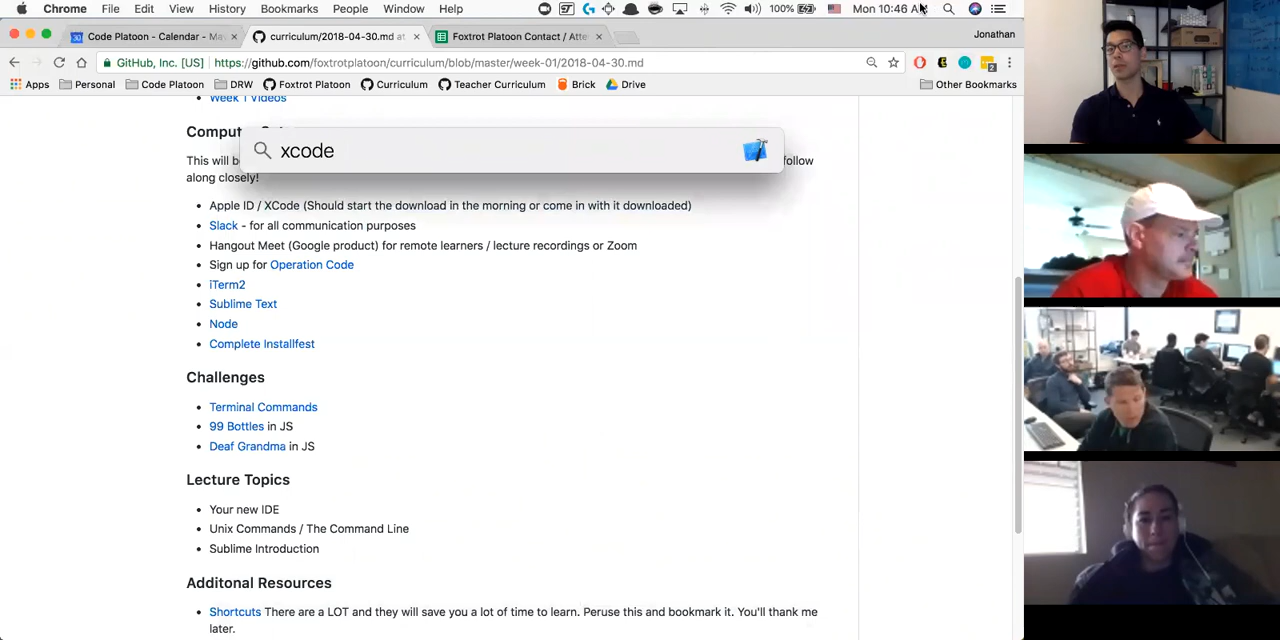 Chrome File Edit View History Bookmarks People Window Help 100% Mon 10:46 AM
Code Platoon - Calendar - Ma
curriculum/2018-04-30.md at
Foxtrot Platoon Contact / Atte
Jonathan
GitHub, Inc. [US] https://github.com/foxtrotplatoon/curriculum/blob/master/week-01/2018-04-30.md
Apps Personal Code Platoon DRW Foxtrot Platoon Curriculum Teacher Curriculum Brick Drive Other Bookmarks
Week 1 Videos
xcode
This will b follow
along closely!
Apple ID / XCode (Should start the download in the morning or come in with it downloaded)
Slack - for all communication purposes
Hangout Meet (Google product) for remote learners / lecture recordings or Zoom
Sign up for Operation Code
iTerm2
Sublime Text
Node
Complete Installfest
Challenges
Terminal Commands
99 Bottles in JS
Deaf Grandma in JS
Lecture Topics
Your new IDE
Unix Commands / The Command Line
Sublime Introduction
Additonal Resources
Shortcuts There are a LOT and they will save you a lot of time to learn. Peruse this and bookmark it. You'll thank me
later.